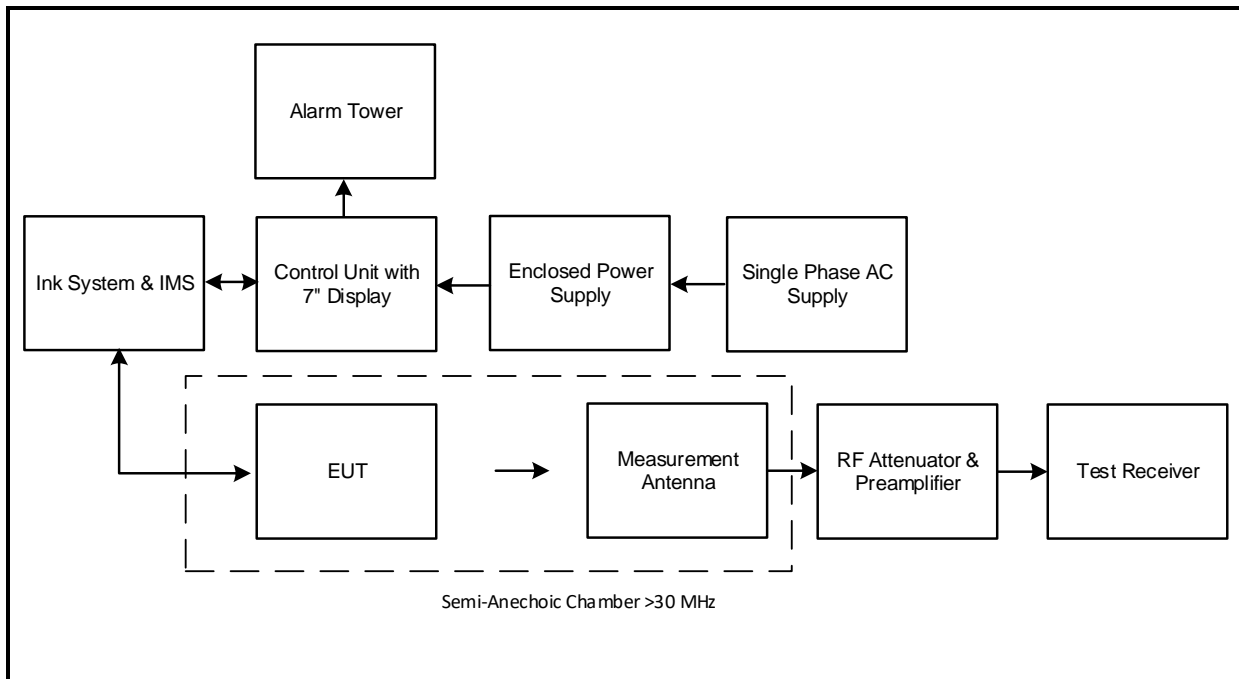 Alarm Tower
Ink System & IMS
Control Unit with
7" Display
Enclosed Power
Supply
Single Phase AC
Supply
EUT
Measurement
Antenna
RF Attenuator &
Preamplifier
Test Receiver
Semi-Anechoic Chamber >30 MHz